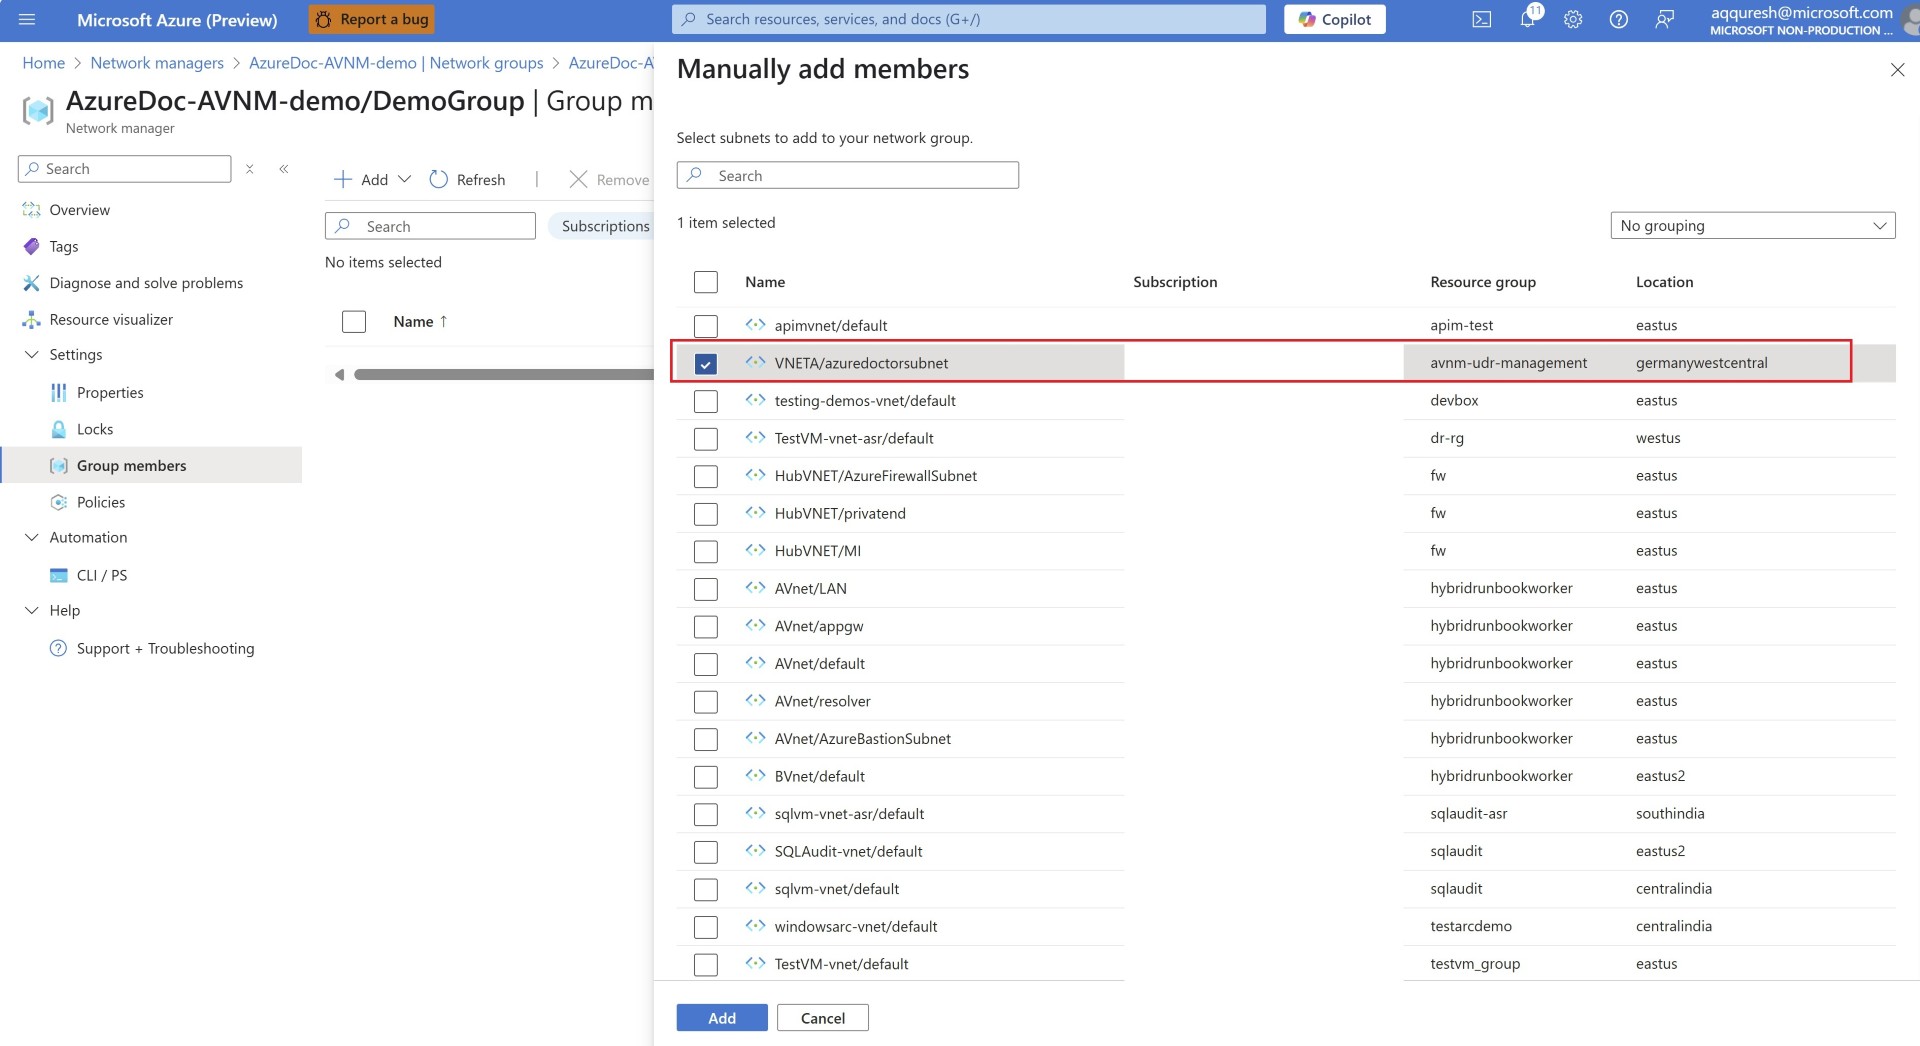 Microsoft Azure (Preview)
Report a bug
Search resources, services, and docs (G+/)
Copilot
11
aqquresh@microsoft.com
MICROSOFT NON-PRODUCTION ...
Home > Network managers > AzureDoc-AVNM-demo | Network groups > AzureDoc-A
AzureDoc-AVNM-demo/DemoGroup | Group m
Network manager
Search
Overview
Tags
Diagnose and solve problems
Resource visualizer
Settings
Properties
Locks
Group members
Policies
Automation
CLI / PS
Help
Support + Troubleshooting
Add
Refresh
Remove
Search
Subscriptions
No items selected
Name ↑
Manually add members
Select subnets to add to your network group.
Search
1 item selected
No grouping
Name Subscription Resource group Location
apimvnet/default apim-test eastus
VNETA/azuredoctorsubnet avnm-udr-management germanywestcentral
testing-demos-vnet/default devbox eastus
TestVM-vnet-asr/default dr-rg westus
HubVNET/AzureFirewallSubnet fw eastus
HubVNET/privatend fw eastus
HubVNET/MI fw eastus
AVnet/LAN hybridrunbookworker eastus
AVnet/appgw hybridrunbookworker eastus
AVnet/default hybridrunbookworker eastus
AVnet/resolver hybridrunbookworker eastus
AVnet/AzureBastionSubnet hybridrunbookworker eastus
BVnet/default hybridrunbookworker eastus2
sqlvm-vnet-asr/default sqlaudit-asr southindia
SQLAudit-vnet/default sqlaudit eastus2
sqlvm-vnet/default sqlaudit centralindia
windowsarc-vnet/default testarcdemo centralindia
TestVM-vnet/default testvm_group eastus
Add
Cancel